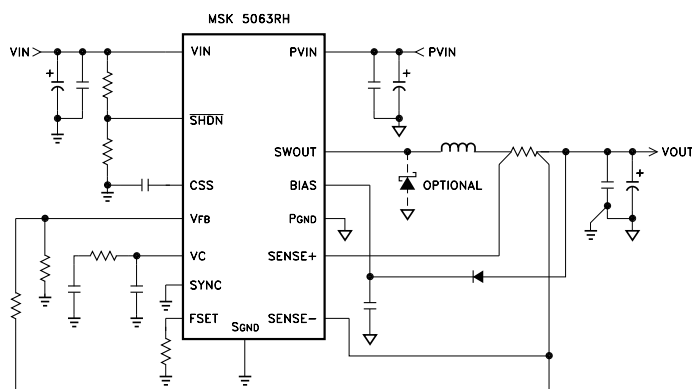 MSK 5063RH
VIN
VIN
PVIN
PVIN
SHDN
SWOUT
VOUT
CSS
BIAS
OPTIONAL
VFB
PGND
VC
SENSE+
SYNC
FSET
SGND
SENSE-
+
+
+